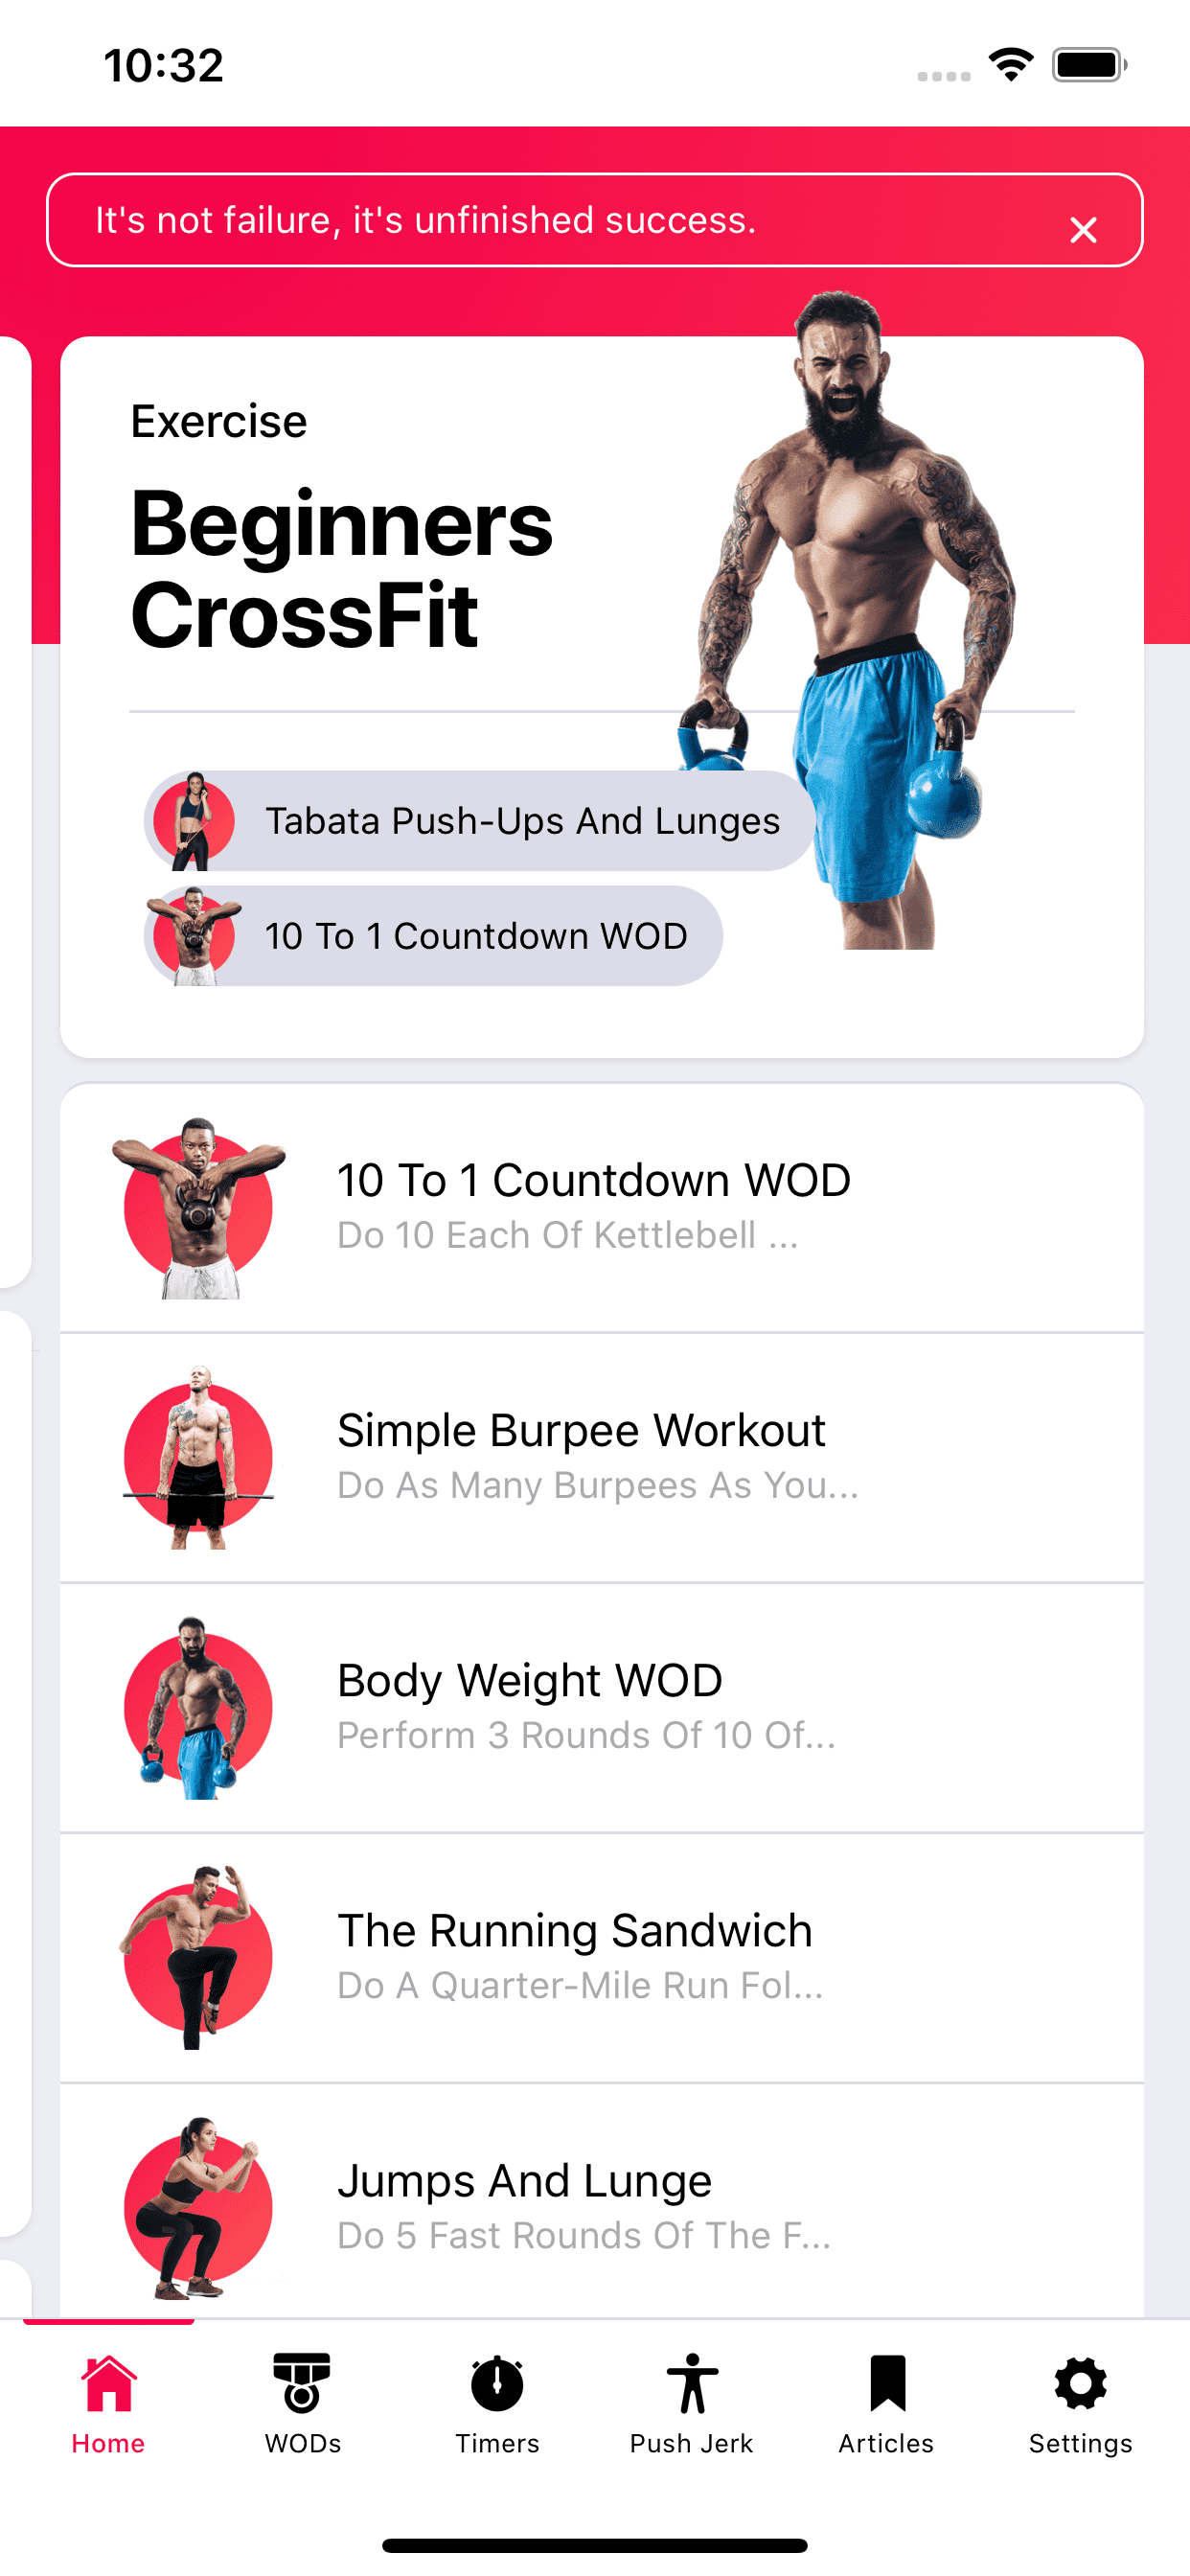 10:32
It's not failure, it's unfinished success.
Exercise
Beginners
CrossFit
Tabata Push-Ups And Lunges
10 To 1 Countdown WOD
10 To 1 Countdown WOD
Do 10 Each Of Kettlebell ...
Simple Burpee Workout
Do As Many Burpees As You...
Body Weight WOD
Perform 3 Rounds Of 10 Of...
The Running Sandwich
Do A Quarter-Mile Run Fol...
Jumps And Lunge
Do 5 Fast Rounds Of The F...
Home WODs Timers Push Jerk Articles Settings